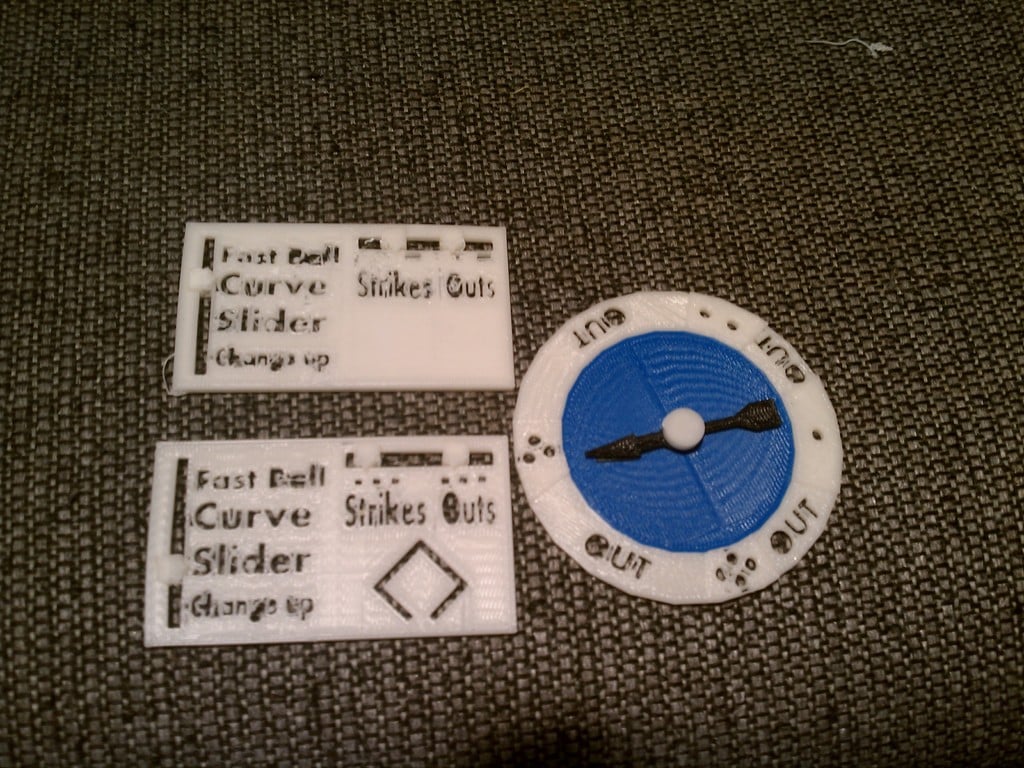 Fast Ball
Curve
Slider
Change up
Strikes Outs
Fast Ball
Curve
Slider
Change up
Strikes Outs
OUT
OUT
OUT
OUT